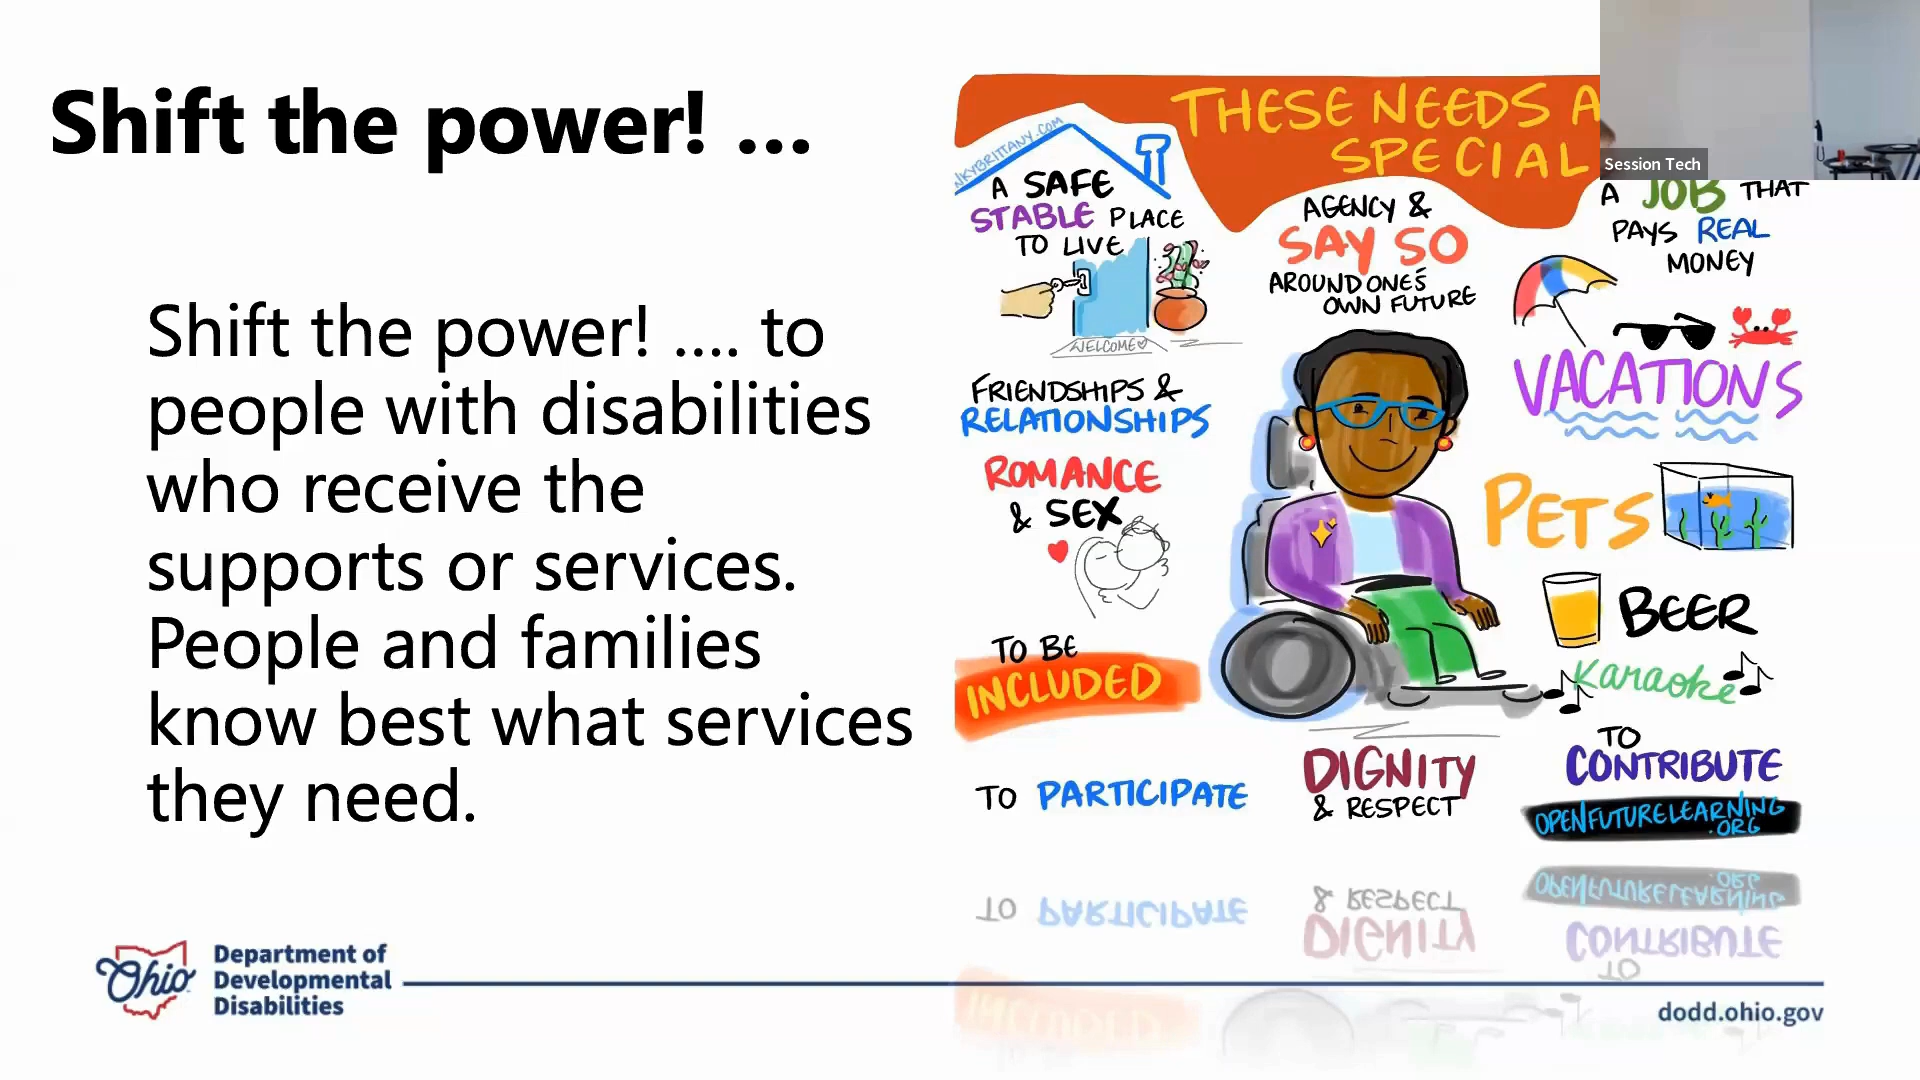 Shift the power! ...
Shift the power! .... to
people with disabilities
who receive the
supports or services.
People and families
know best what services
they need.
THESE NEEDS A
SPECIAL
Session Tech
NKYBRITTANY.COM
A SAFE
STABLE PLACE
TO LIVE
WELCOME
AGENCY &
SAY SO
AROUND ONE'S
OWN FUTURE
A JOB THAT
PAYS REAL
MONEY
FRIENDSHIPS &
RELATIONSHIPS
VACATIONS
ROMANCE
& SEX
PETS
BEER
Karaoke
TO BE
INCLUDED
TO PARTICIPATE
DIGNITY
& RESPECT
TO
CONTRIBUTE
OPENFUTURELEARNING
.ORG
Ohio
Department of
Developmental
Disabilities
dodd.ohio.gov